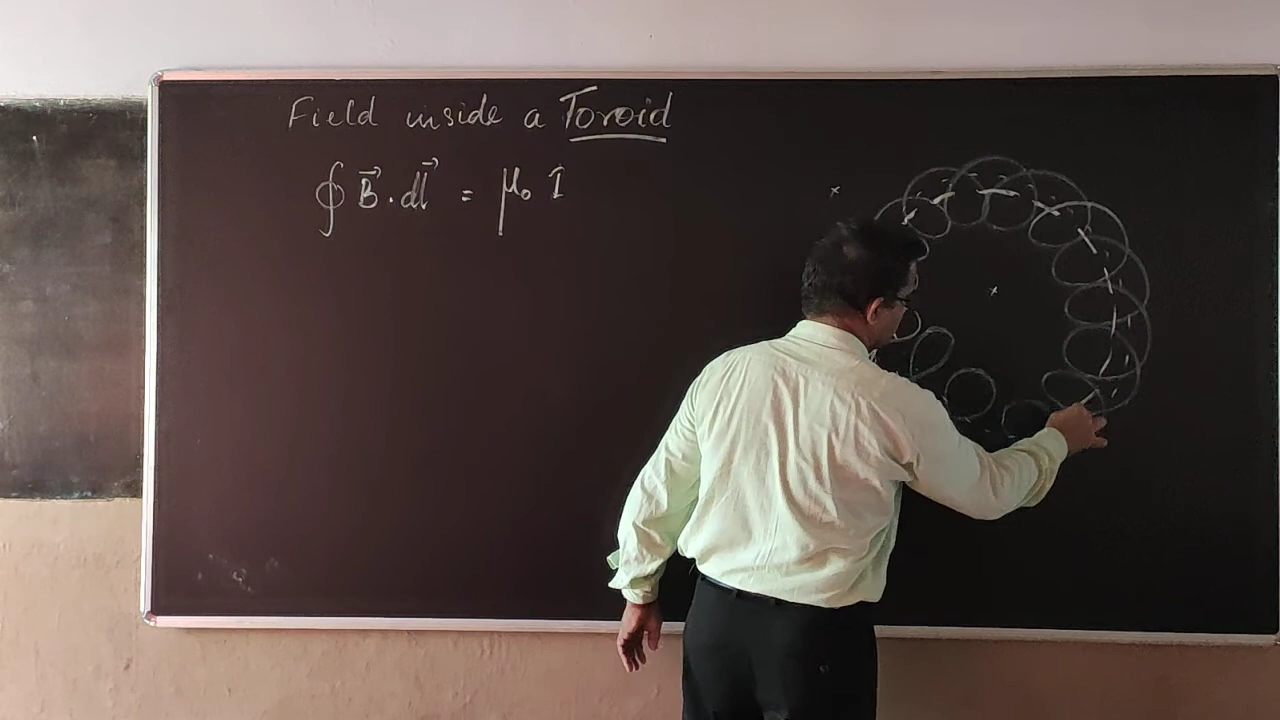 Field inside a Toroid
∮ B⃗ . dl⃗ = μ₀ I